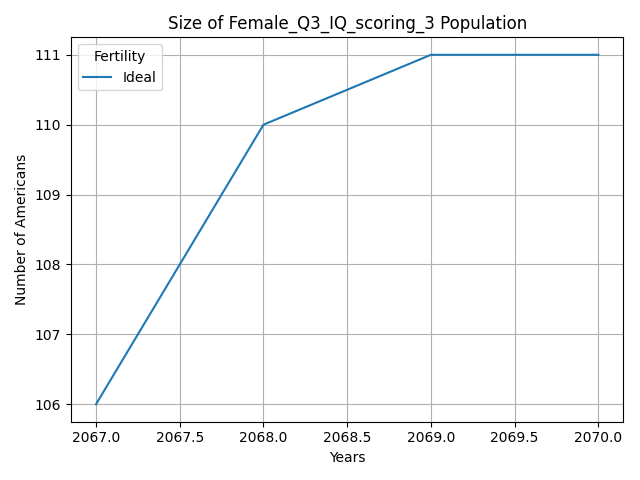 Size of Female_Q3_IQ_scoring_3 Population
Fertility
Ideal
Number of Americans
111
110
109
108
107
106
2067.0 2067.5 2068.0 2068.5 2069.0 2069.5 2070.0
Years